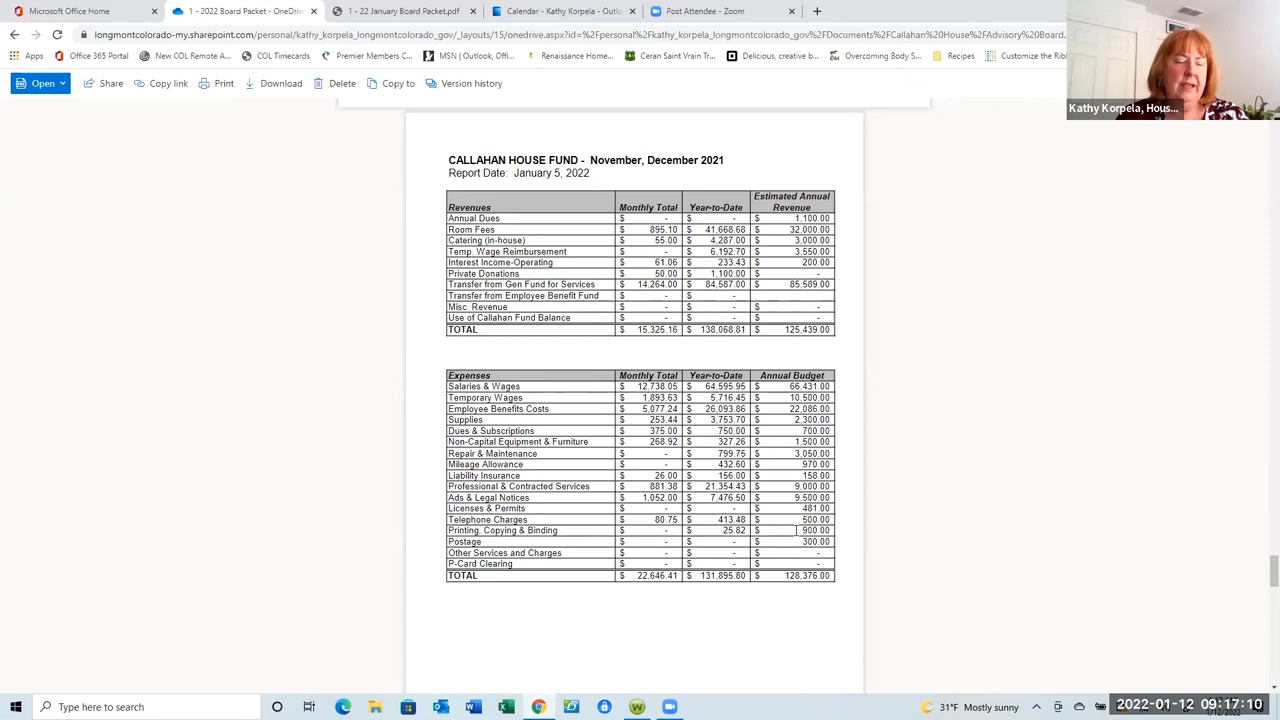 Microsoft Office Home
1 - 2022 Board Packet - OneDriv
1 - 22 January Board Packet.pdf
Calendar - Kathy Korpela - Outlo
Post Attendee - Zoom
longmontcolorado-my.sharepoint.com/personal/kathy_korpela_longmontcolorado_gov/_layouts/15/onedrive.aspx?id=%2Fpersonal%2Fkathy_korpela_longmontcolorado_gov%2FDocuments%2FCallahan%20House%2FAdvisory%20Board...
Apps
Office 365 Portal
New COL Remote A...
COL Timecards
Premier Members C...
MSN | Outlook, Offi...
Renaissance Home...
Ceran Saint Vrain Tr...
Delicious, creative b...
Overcoming Body S...
Recipes
Customize the Rib
Open
Share
Copy link
Print
Download
Delete
Copy to
Version history
Kathy Korpela, Hous...
CALLAHAN HOUSE FUND - November, December 2021
Report Date: January 5, 2022
Revenues Monthly Total Year-to-Date Estimated Annual Revenue
Annual Dues $ - $ - $ 1,100.00
Room Fees $ 895.10 $ 41,668.68 $ 32,000.00
Catering (in-house) $ 55.00 $ 4,287.00 $ 3,000.00
Temp. Wage Reimbursement $ - $ 6,192.70 $ 3,550.00
Interest Income-Operating $ 61.06 $ 233.43 $ 200.00
Private Donations $ 50.00 $ 1,100.00 $ -
Transfer from Gen Fund for Services $ 14,264.00 $ 84,587.00 $ 85,589.00
Transfer from Employee Benefit Fund $ - $ -
Misc. Revenue $ - $ - $ -
Use of Callahan Fund Balance $ - $ - $ -
TOTAL $ 15,325.16 $ 138,068.81 $ 125,439.00
Expenses Monthly Total Year-to-Date Annual Budget
Salaries & Wages $ 12,738.05 $ 64,595.95 $ 66,431.00
Temporary Wages $ 1,893.63 $ 5,716.45 $ 10,500.00
Employee Benefits Costs $ 5,077.24 $ 26,093.86 $ 22,086.00
Supplies $ 253.44 $ 3,753.70 $ 2,300.00
Dues & Subscriptions $ 375.00 $ 750.00 $ 700.00
Non-Capital Equipment & Furniture $ 268.92 $ 327.26 $ 1,500.00
Repair & Maintenance $ - $ 799.75 $ 3,050.00
Mileage Allowance $ - $ 432.60 $ 970.00
Liability Insurance $ 26.00 $ 156.00 $ 158.00
Professional & Contracted Services $ 881.38 $ 21,354.43 $ 9,000.00
Ads & Legal Notices $ 1,052.00 $ 7,476.50 $ 9,500.00
Licenses & Permits $ - $ - $ 481.00
Telephone Charges $ 80.75 $ 413.48 $ 500.00
Printing, Copying & Binding $ - $ 25.82 $ 900.00
Postage $ - $ - $ 300.00
Other Services and Charges $ - $ - $ -
P-Card Clearing $ - $ - $ -
TOTAL $ 22,646.41 $ 131,895.80 $ 128,376.00
Type here to search
31°F Mostly sunny
2022-01-12 09:17:10